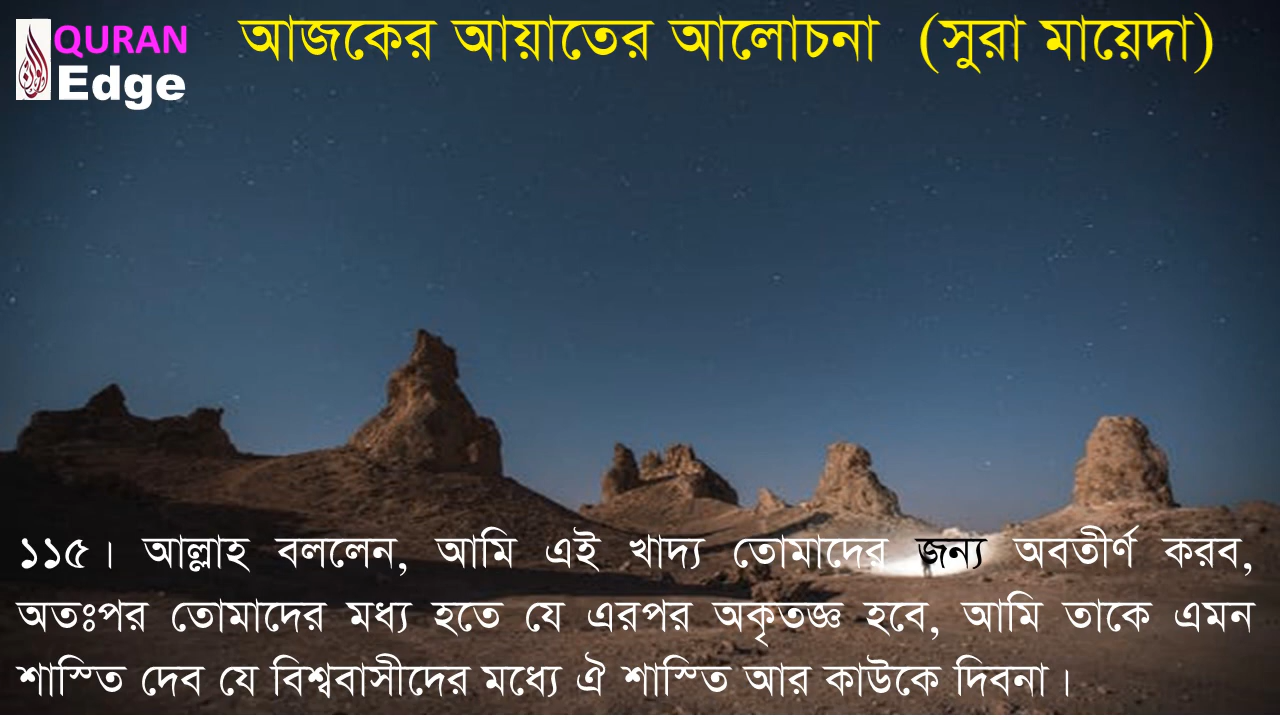 QURAN
Edge
আজকের আয়াতের আলোচনা (সুরা মায়েদা)
১১৫। আল্লাহ বললেন, আমি এই খাদ্য তোমাদের জন্য অবতীর্ণ করব,
অতঃপর তোমাদের মধ্য হতে যে এরপর অকৃতজ্ঞ হবে, আমি তাকে এমন
শাস্তি দেব যে বিশ্ববাসীদের মধ্যে ঐ শাস্তি আর কাউকে দিবনা।